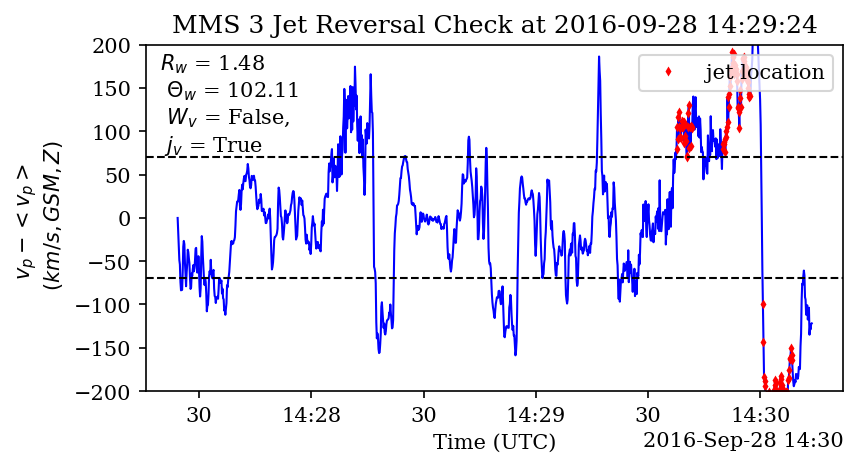 MMS 3 Jet Reversal Check at 2016-09-28 14:29:24
R_w = 1.48
Θ_w = 102.11
W_v = False,
j_v = True
jet location
v_p − < v_p >
(km/s, GSM, Z)
200
150
100
50
0
−50
−100
−150
−200
30
14:28
30
14:29
30
14:30
Time (UTC)
2016-Sep-28 14:30